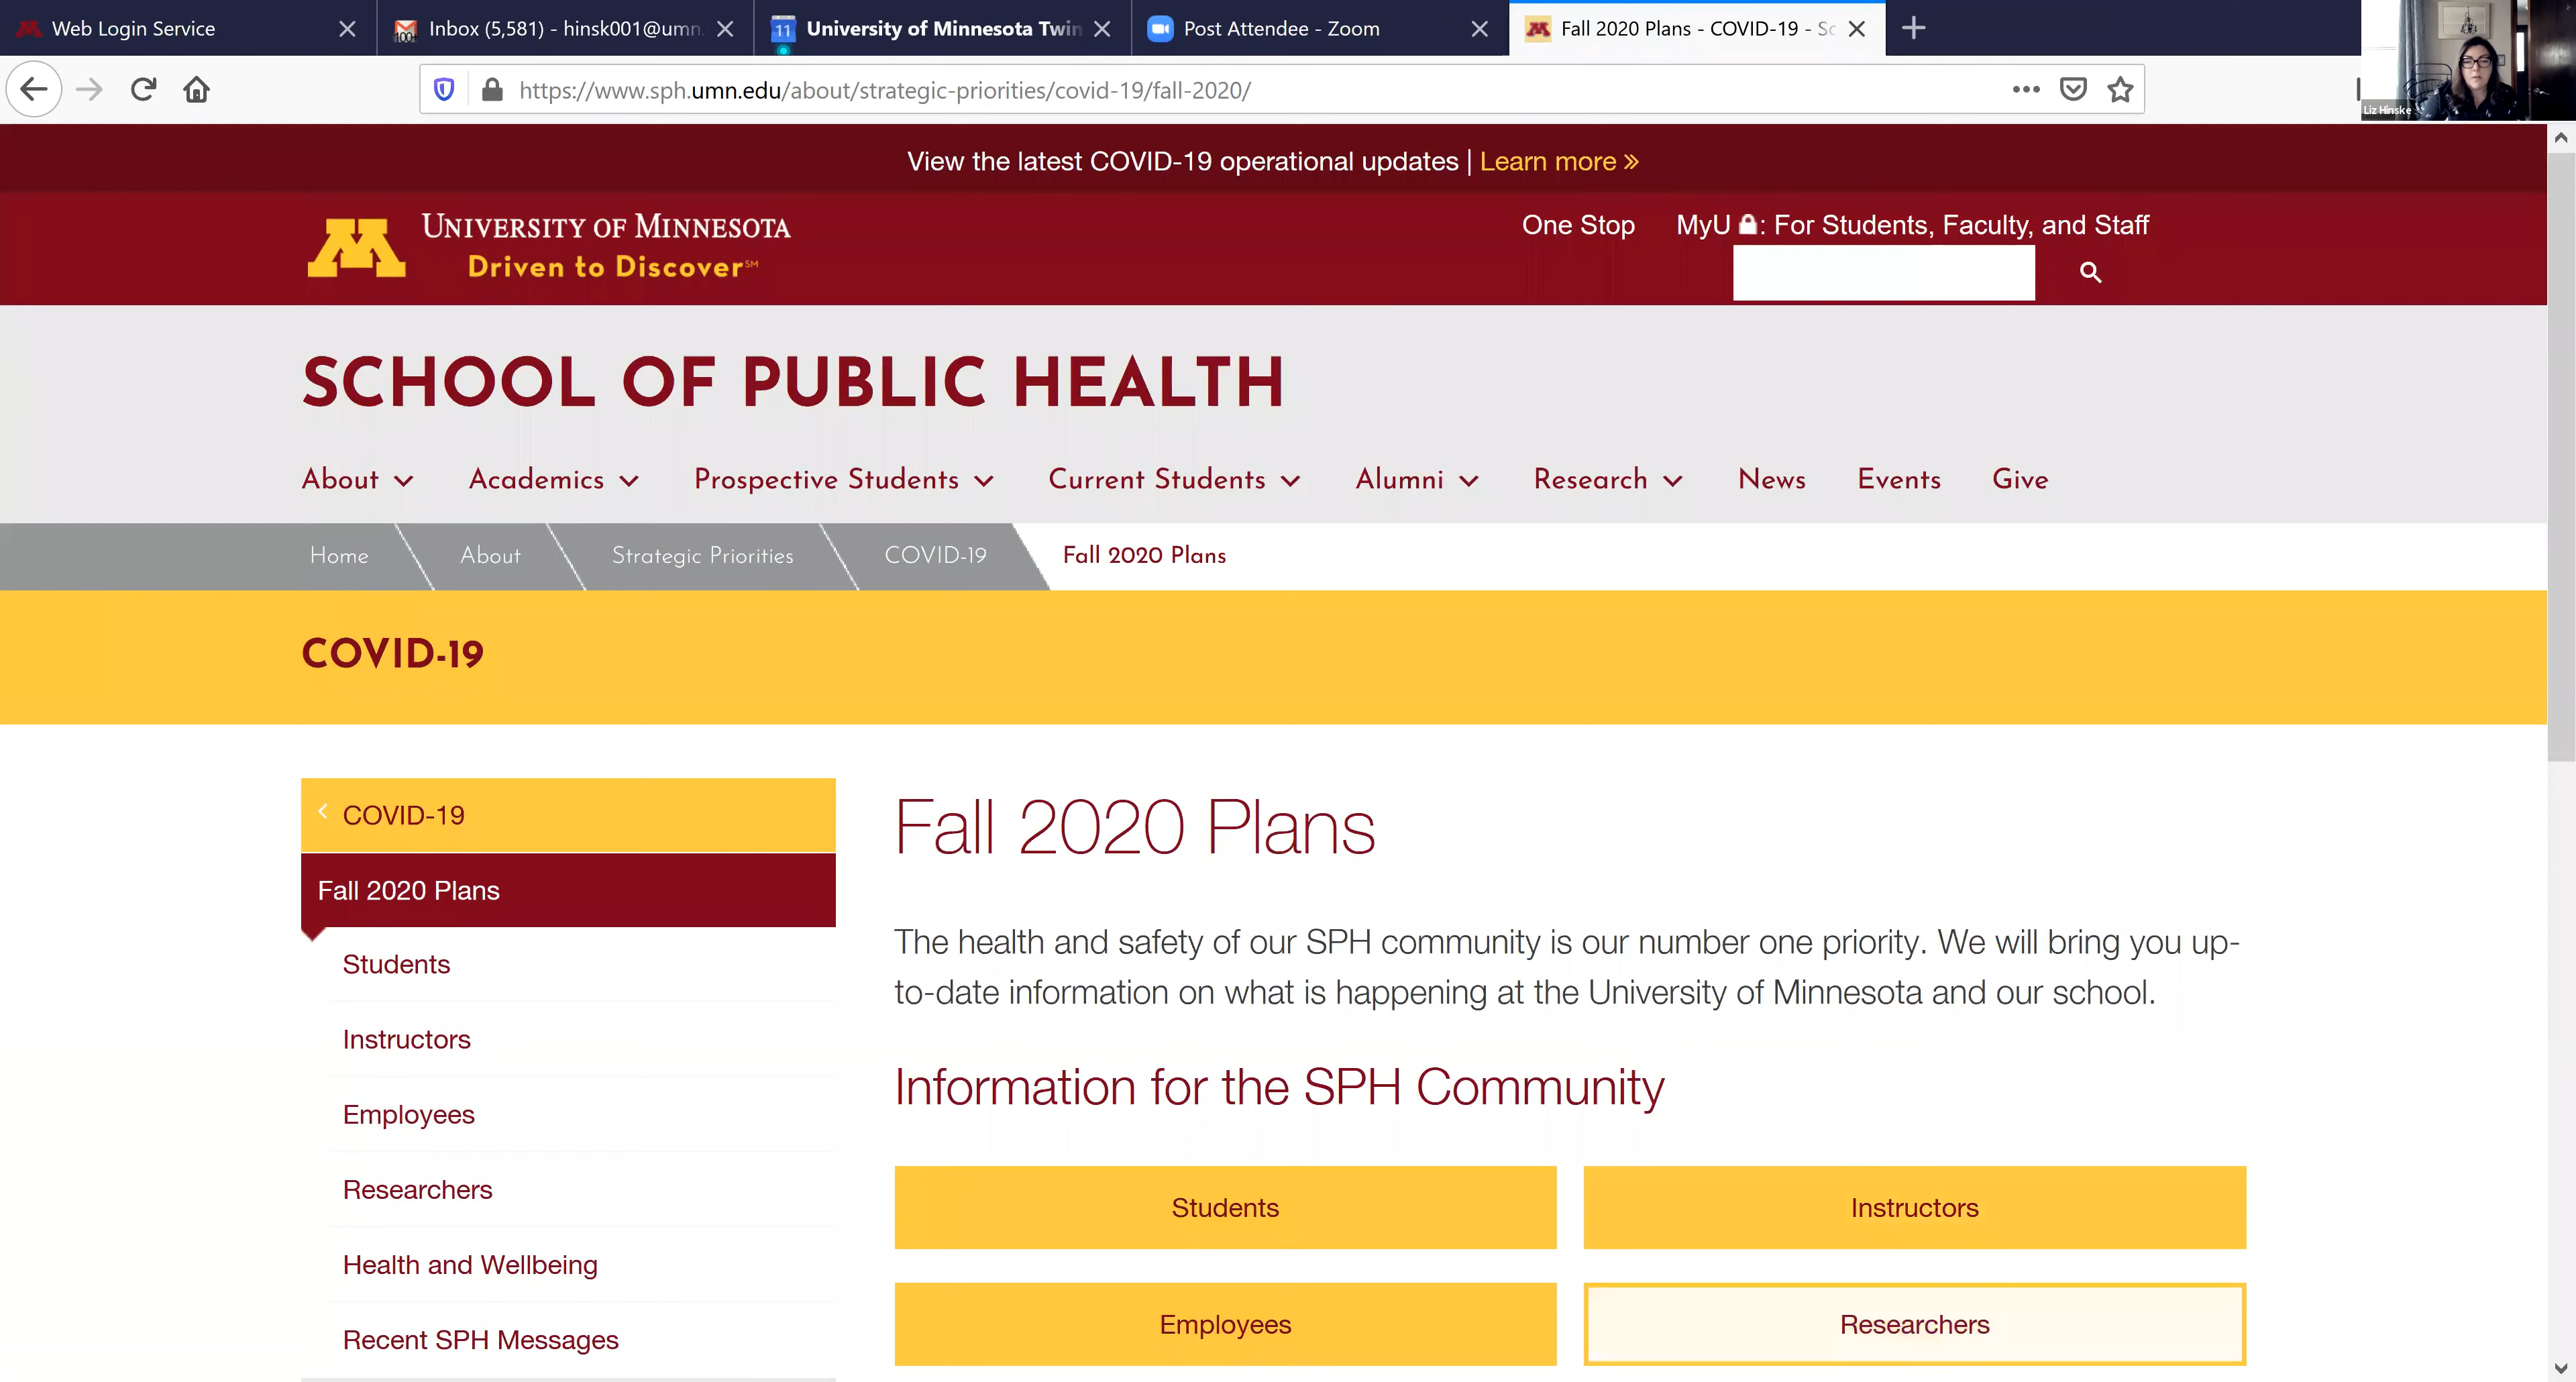 Web Login Service
Inbox (5,581) - hinsk001@umn.
University of Minnesota Twin
Post Attendee - Zoom
Fall 2020 Plans - COVID-19 - Sc
https://www.sph.umn.edu/about/strategic-priorities/covid-19/fall-2020/
Liz Hinske
View the latest COVID-19 operational updates | Learn more »
UNIVERSITY OF MINNESOTA
Driven to Discover℠
One Stop MyU : For Students, Faculty, and Staff
SCHOOL OF PUBLIC HEALTH
About Academics Prospective Students Current Students Alumni Research News Events Give
Home About Strategic Priorities COVID-19 Fall 2020 Plans
COVID-19
COVID-19
Fall 2020 Plans
Students
Instructors
Employees
Researchers
Health and Wellbeing
Recent SPH Messages
Fall 2020 Plans
The health and safety of our SPH community is our number one priority. We will bring you up-
to-date information on what is happening at the University of Minnesota and our school.
Information for the SPH Community
Students
Instructors
Employees
Researchers